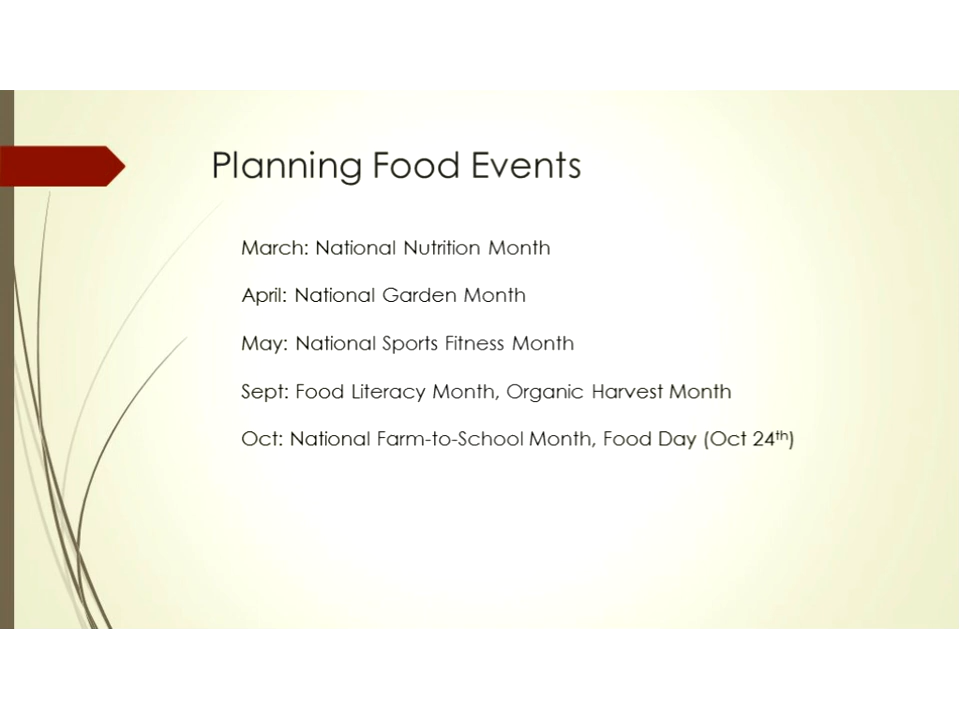 Planning Food Events
March: National Nutrition Month
April: National Garden Month
May: National Sports Fitness Month
Sept: Food Literacy Month, Organic Harvest Month
Oct: National Farm-to-School Month, Food Day (Oct 24th)